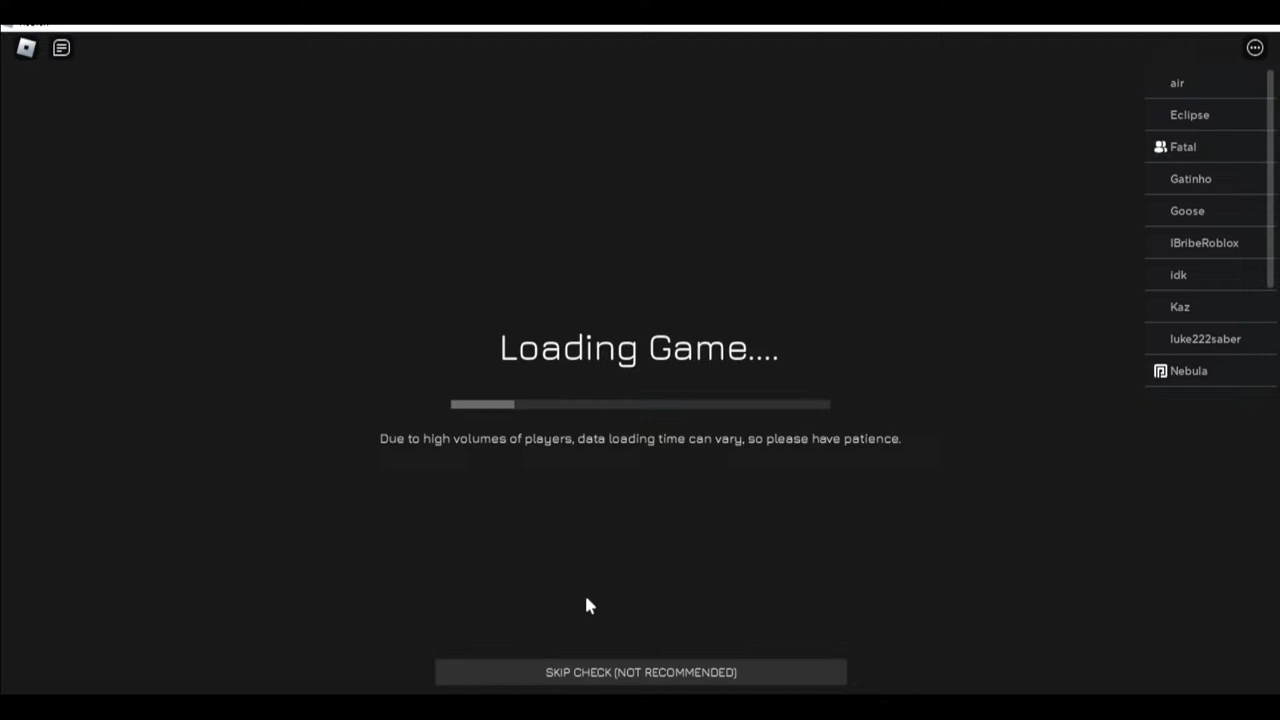 air
Eclipse
Fatal
Gatinho
Goose
IBribeRoblox
idk
Kaz
luke222saber
Nebula
Loading Game....
Due to high volumes of players, data loading time can vary, so please have patience.
SKIP CHECK (NOT RECOMMENDED)